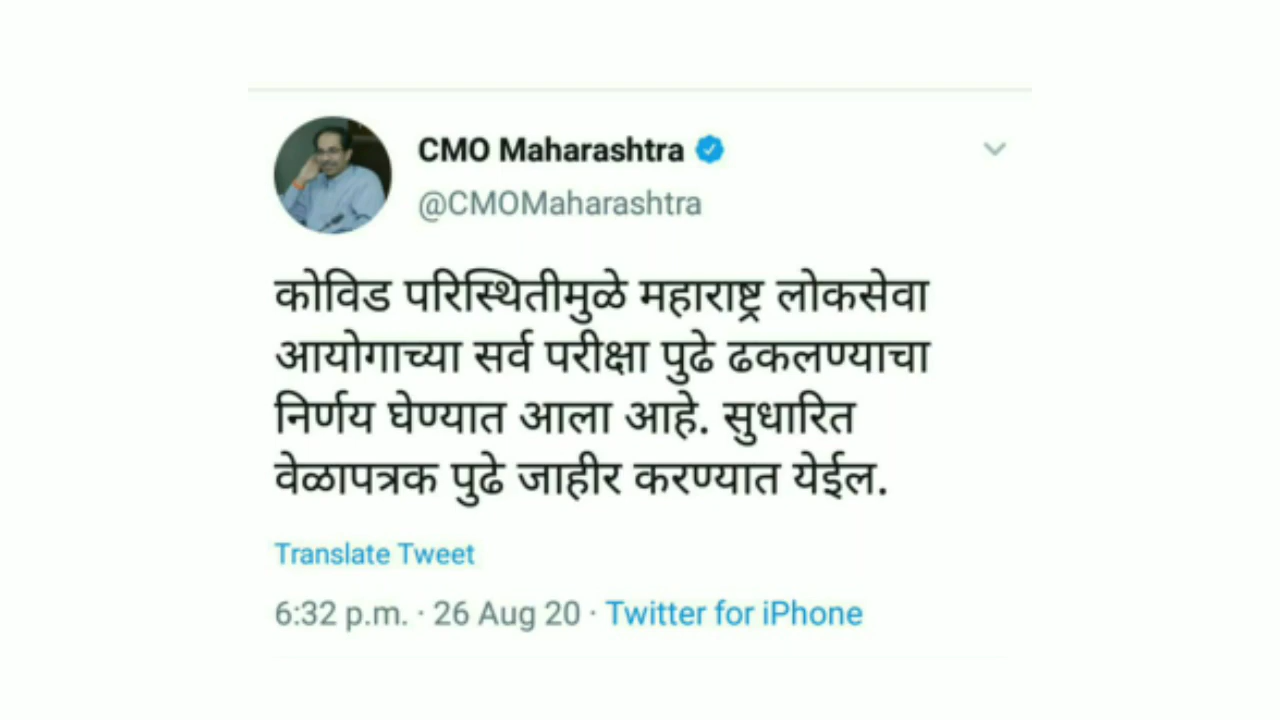 CMO Maharashtra
@CMOMaharashtra
कोविड परिस्थितीमुळे महाराष्ट्र लोकसेवा
आयोगाच्या सर्व परीक्षा पुढे ढकलण्याचा
निर्णय घेण्यात आला आहे. सुधारित
वेळापत्रक पुढे जाहीर करण्यात येईल.
Translate Tweet
6:32 p.m. · 26 Aug 20 · Twitter for iPhone